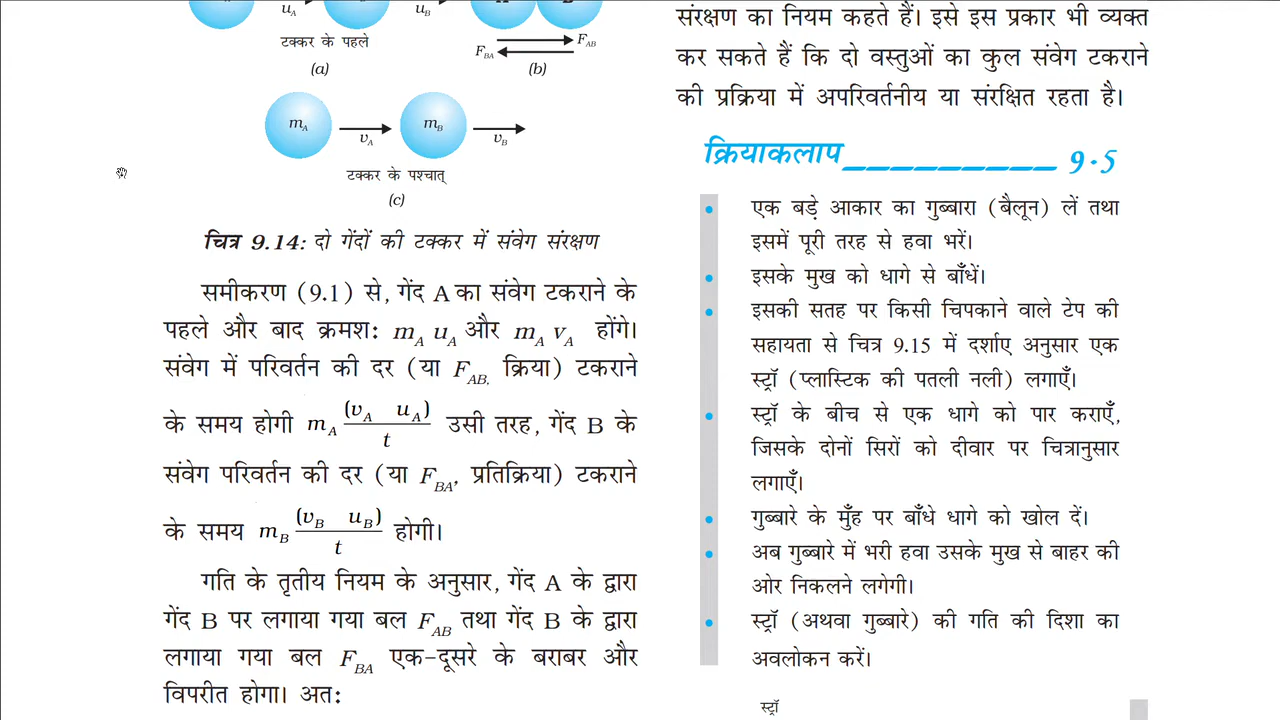 u_A u_B
टक्कर के पहले
F_AB
F_BA
(a) (b)
m_A m_B
v_A v_B
टक्कर के पश्चात्
(c)
चित्र 9.14: दो गेंदों की टक्कर में संवेग संरक्षण
समीकरण (9.1) से, गेंद A का संवेग टकराने के
पहले और बाद क्रमश: m_A u_A और m_A v_A होंगे।
संवेग में परिवर्तन की दर (या F_AB, क्रिया) टकराने
के समय होगी m_A (v_A u_A)/t उसी तरह, गेंद B के
संवेग परिवर्तन की दर (या F_BA, प्रतिक्रिया) टकराने
के समय m_B (v_B u_B)/t होगी।
गति के तृतीय नियम के अनुसार, गेंद A के द्वारा
गेंद B पर लगाया गया बल F_AB तथा गेंद B के द्वारा
लगाया गया बल F_BA एक-दूसरे के बराबर और
विपरीत होगा। अत:
संरक्षण का नियम कहते हैं। इसे इस प्रकार भी व्यक्त
कर सकते हैं कि दो वस्तुओं का कुल संवेग टकराने
की प्रक्रिया में अपरिवर्तनीय या संरक्षित रहता है।
क्रियाकलाप __________ 9.5
• एक बड़े आकार का गुब्बारा (बैलून) लें तथा
इसमें पूरी तरह से हवा भरें।
• इसके मुख को धागे से बाँधें।
• इसकी सतह पर किसी चिपकाने वाले टेप की
सहायता से चित्र 9.15 में दर्शाए अनुसार एक
स्ट्रॉ (प्लास्टिक की पतली नली) लगाएँ।
• स्ट्रॉ के बीच से एक धागे को पार कराएँ,
जिसके दोनों सिरों को दीवार पर चित्रानुसार
लगाएँ।
• गुब्बारे के मुँह पर बाँधे धागे को खोल दें।
• अब गुब्बारे में भरी हवा उसके मुख से बाहर की
ओर निकलने लगेगी।
• स्ट्रॉ (अथवा गुब्बारे) की गति की दिशा का
अवलोकन करें।
स्ट्रॉ